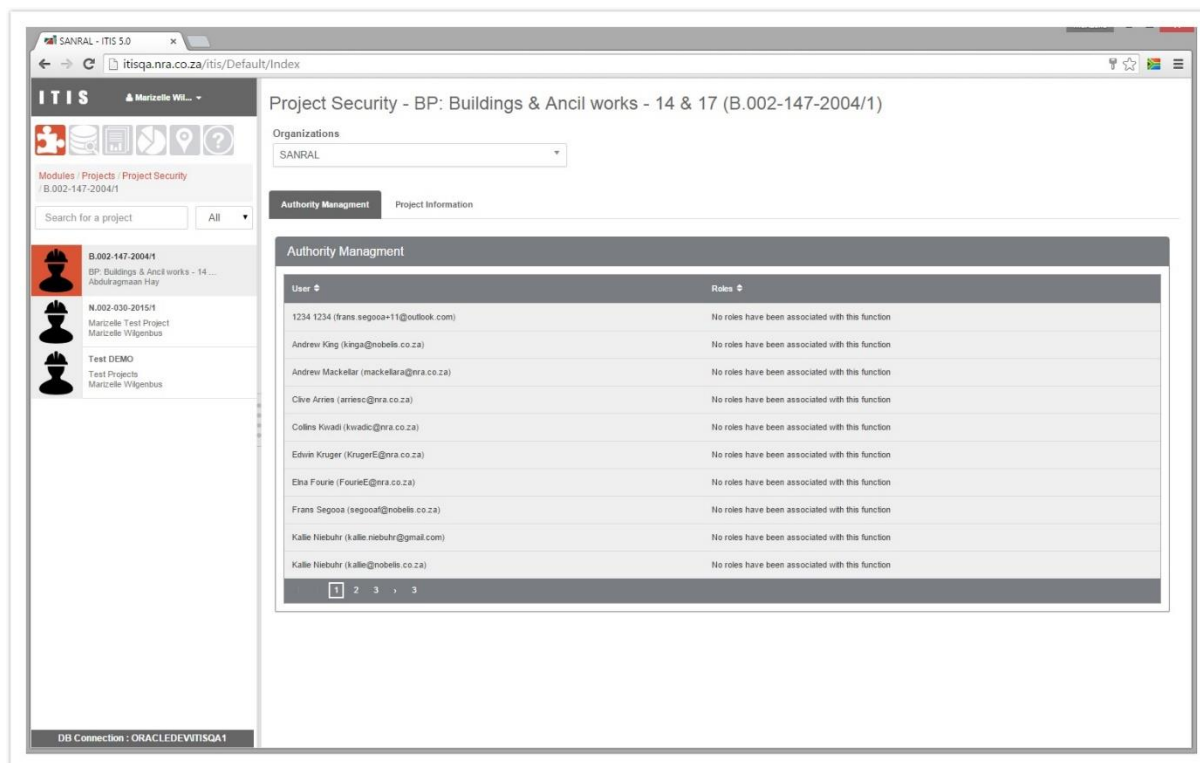 SANRAL - ITIS 5.0
itisqa.nra.co.za/itis/Default/Index
ITIS
Marizelle Wil...
Modules / Projects / Project Security
/ B.002-147-2004/1
Search for a project
All
B.002-147-2004/1
BP: Buildings & Ancil works - 14 ...
Abdulragmaan Hay
N.002-030-2015/1
Marizelle Test Project
Marizelle Wilgenbus
Test DEMO
Test Projects
Marizelle Wilgenbus
DB Connection : ORACLEDEV\ITISQA1
Project Security - BP: Buildings & Ancil works - 14 & 17 (B.002-147-2004/1)
Organizations
SANRAL
Authority Managment Project Information
Authority Managment
User Roles
1234 1234 (frans.segooa+11@outlook.com) No roles have been associated with this function
Andrew King (kinga@nobelis.co.za) No roles have been associated with this function
Andrew Mackellar (mackellara@nra.co.za) No roles have been associated with this function
Clive Arries (arriesc@nra.co.za) No roles have been associated with this function
Collins Kwadi (kwadic@nra.co.za) No roles have been associated with this function
Edwin Kruger (KrugerE@nra.co.za) No roles have been associated with this function
Elna Fourie (FourieE@nra.co.za) No roles have been associated with this function
Frans Segooa (segooaf@nobelis.co.za) No roles have been associated with this function
Kallie Niebuhr (kallie.niebuhr@gmail.com) No roles have been associated with this function
Kallie Niebuhr (kallie@nobelis.co.za) No roles have been associated with this function
1 2 3 › 3